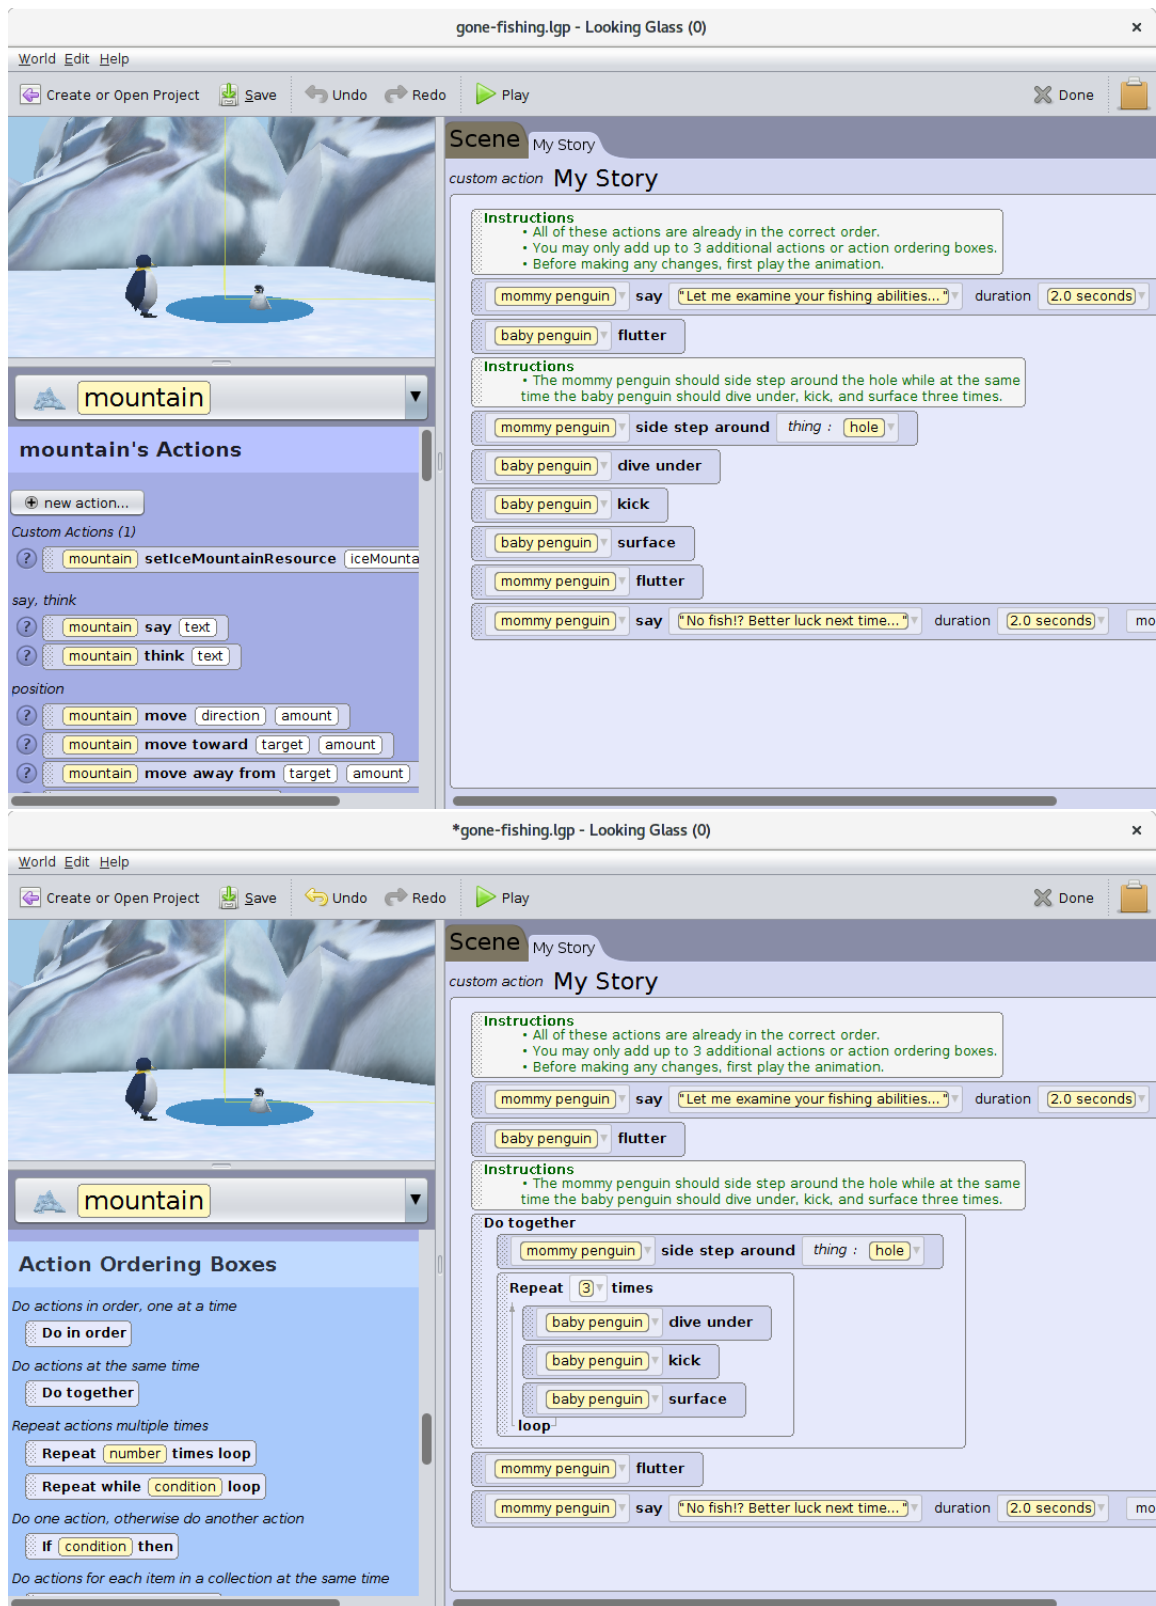 gone-fishing.lgp - Looking Glass (0)
World Edit Help
Create or Open Project Save Undo Redo Play Done
Scene My Story
custom action My Story
Instructions
• All of these actions are already in the correct order.
• You may only add up to 3 additional actions or action ordering boxes.
• Before making any changes, first play the animation.
mommy penguin say "Let me examine your fishing abilities..." duration 2.0 seconds
baby penguin flutter
Instructions
• The mommy penguin should side step around the hole while at the same
time the baby penguin should dive under, kick, and surface three times.
mommy penguin side step around thing : hole
baby penguin dive under
baby penguin kick
baby penguin surface
mommy penguin flutter
mommy penguin say "No fish!? Better luck next time..." duration 2.0 seconds mo
mountain
mountain's Actions
new action...
Custom Actions (1)
? mountain setIceMountainResource iceMounta
say, think
? mountain say text
? mountain think text
position
? mountain move direction amount
? mountain move toward target amount
? mountain move away from target amount
*gone-fishing.lgp - Looking Glass (0)
World Edit Help
Create or Open Project Save Undo Redo Play Done
Scene My Story
custom action My Story
Instructions
• All of these actions are already in the correct order.
• You may only add up to 3 additional actions or action ordering boxes.
• Before making any changes, first play the animation.
mommy penguin say "Let me examine your fishing abilities..." duration 2.0 seconds
baby penguin flutter
Instructions
• The mommy penguin should side step around the hole while at the same
time the baby penguin should dive under, kick, and surface three times.
Do together
mommy penguin side step around thing : hole
Repeat 3 times
baby penguin dive under
baby penguin kick
baby penguin surface
loop
mommy penguin flutter
mommy penguin say "No fish!? Better luck next time..." duration 2.0 seconds mo
mountain
Action Ordering Boxes
Do actions in order, one at a time
Do in order
Do actions at the same time
Do together
Repeat actions multiple times
Repeat number times loop
Repeat while condition loop
Do one action, otherwise do another action
If condition then
Do actions for each item in a collection at the same time